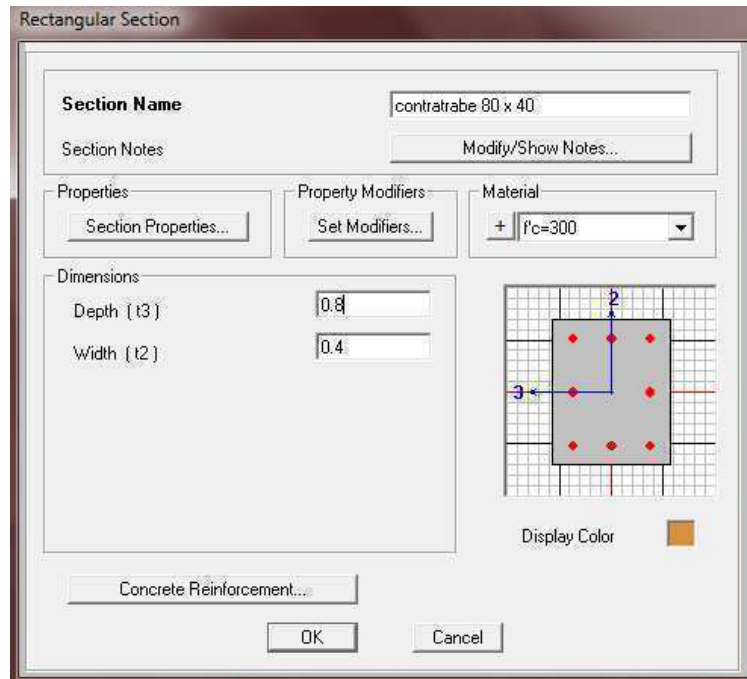 Rectangular Section
Section Name
contratrabe 80 x 40
Section Notes
Modify/Show Notes...
Properties
Section Properties...
Property Modifiers
Set Modifiers...
Material
+
f'c=300
Dimensions
Depth ( t3 )
0.8
Width ( t2 )
0.4
2
3
Display Color
Concrete Reinforcement...
OK
Cancel